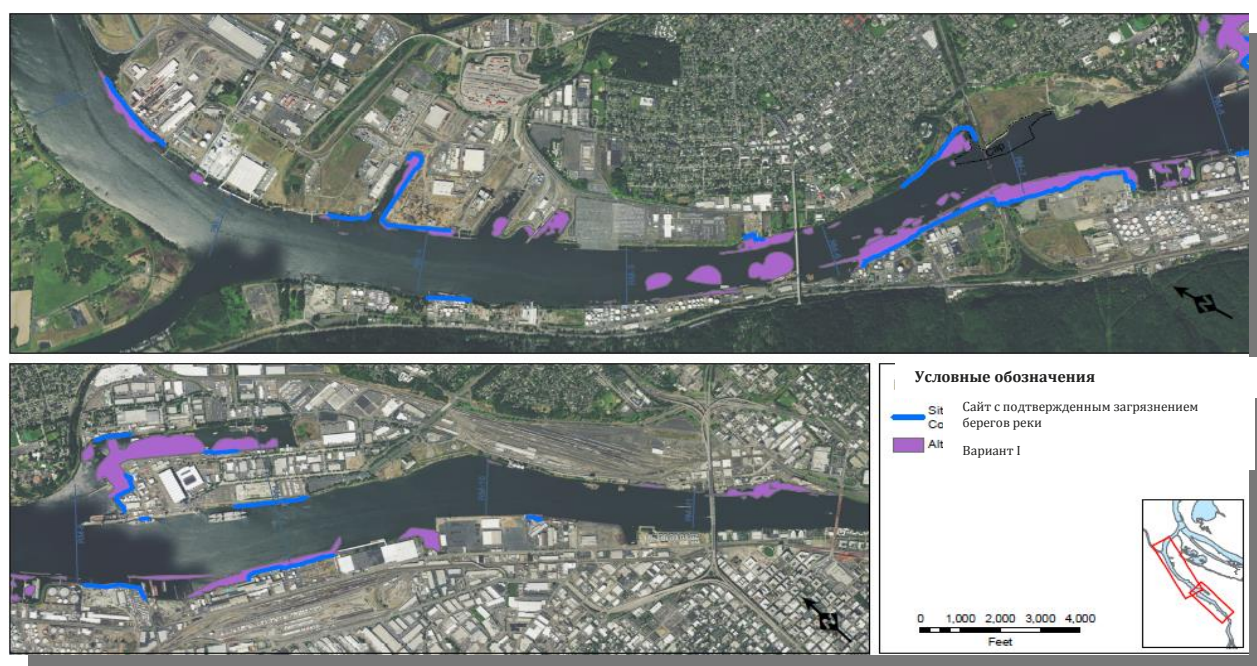 Условные обозначения
Sit
Co
Сайт с подтвержденным загрязнением
берегов реки
Alt
Вариант I
0 1,000 2,000 3,000 4,000
Feet
N
N